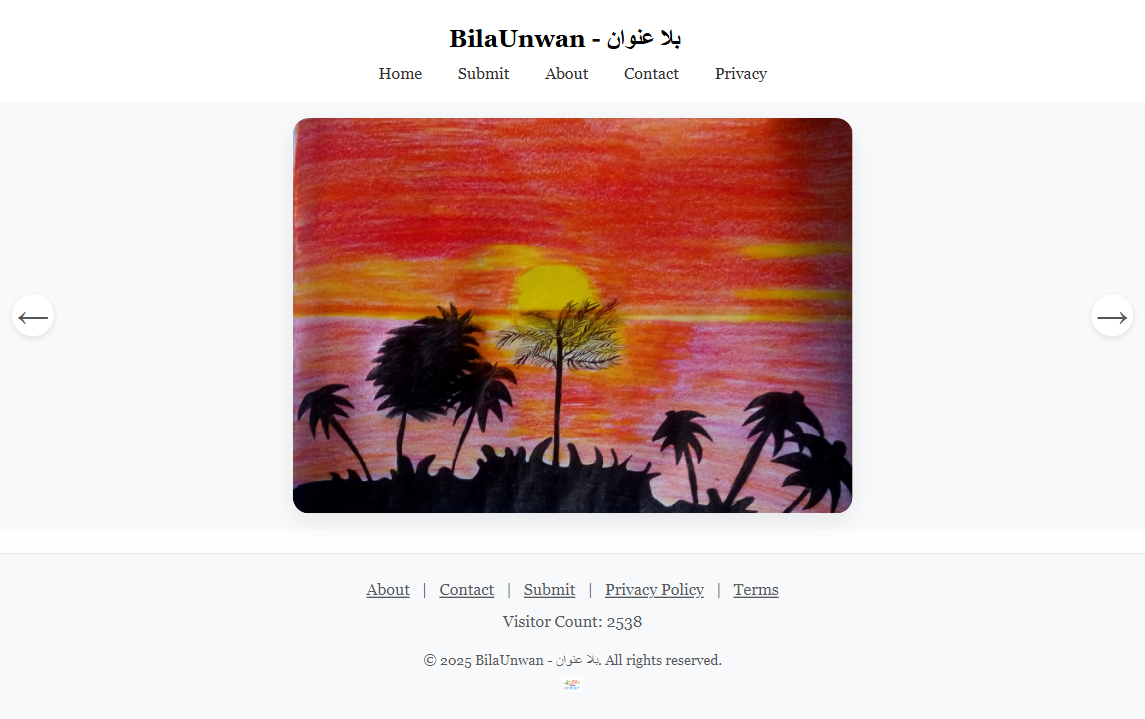 BilaUnwan - بلا عنوان
Home Submit About Contact Privacy
←
→
About | Contact | Submit | Privacy Policy | Terms
Visitor Count: 2538
© 2025 BilaUnwan - بلا عنوان. All rights reserved.